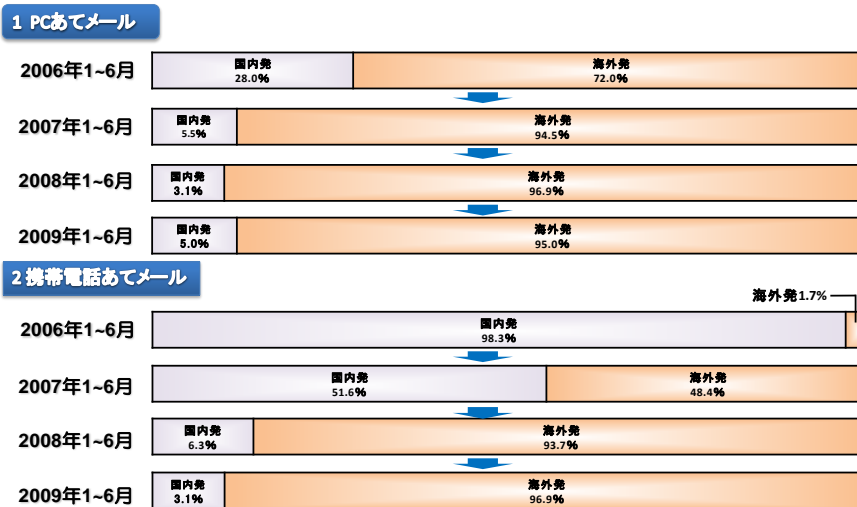 1 PCあてメール
2006年1~6月
国内発
28.0%
海外発
72.0%
2007年1~6月
国内発
5.5%
海外発
94.5%
2008年1~6月
国内発
3.1%
海外発
96.9%
2009年1~6月
国内発
5.0%
海外発
95.0%
2 携帯電話あてメール
海外発1.7%
2006年1~6月
国内発
98.3%
2007年1~6月
国内発
51.6%
海外発
48.4%
2008年1~6月
国内発
6.3%
海外発
93.7%
2009年1~6月
国内発
3.1%
海外発
96.9%